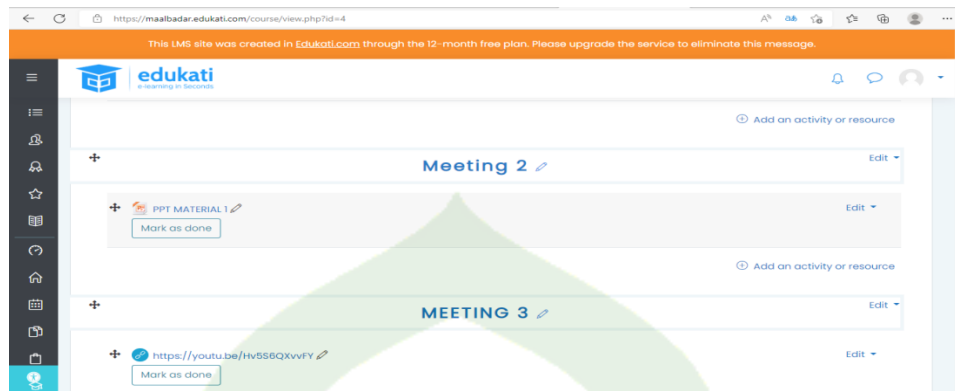 https://maalbadar.edukati.com/course/view.php?id=4
This LMS site was created in Edukati.com through the 12-month free plan. Please upgrade the service to eliminate this message.
edukati
e-learning in Seconds
Add an activity or resource
Meeting 2
Edit
PPT MATERIAL 1
Edit
Mark as done
Add an activity or resource
MEETING 3
Edit
https://youtu.be/Hv5S6QXvvFY
Edit
Mark as done